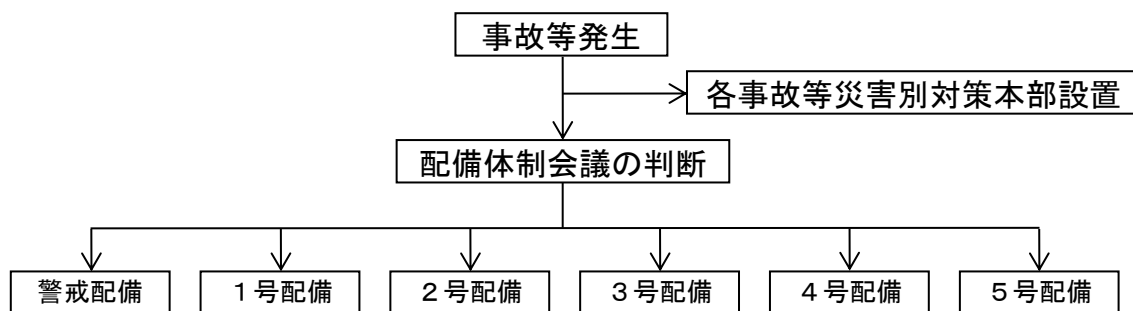 事故等発生
各事故等災害別対策本部設置
配備体制会議の判断
警戒配備
１号配備
２号配備
３号配備
４号配備
５号配備